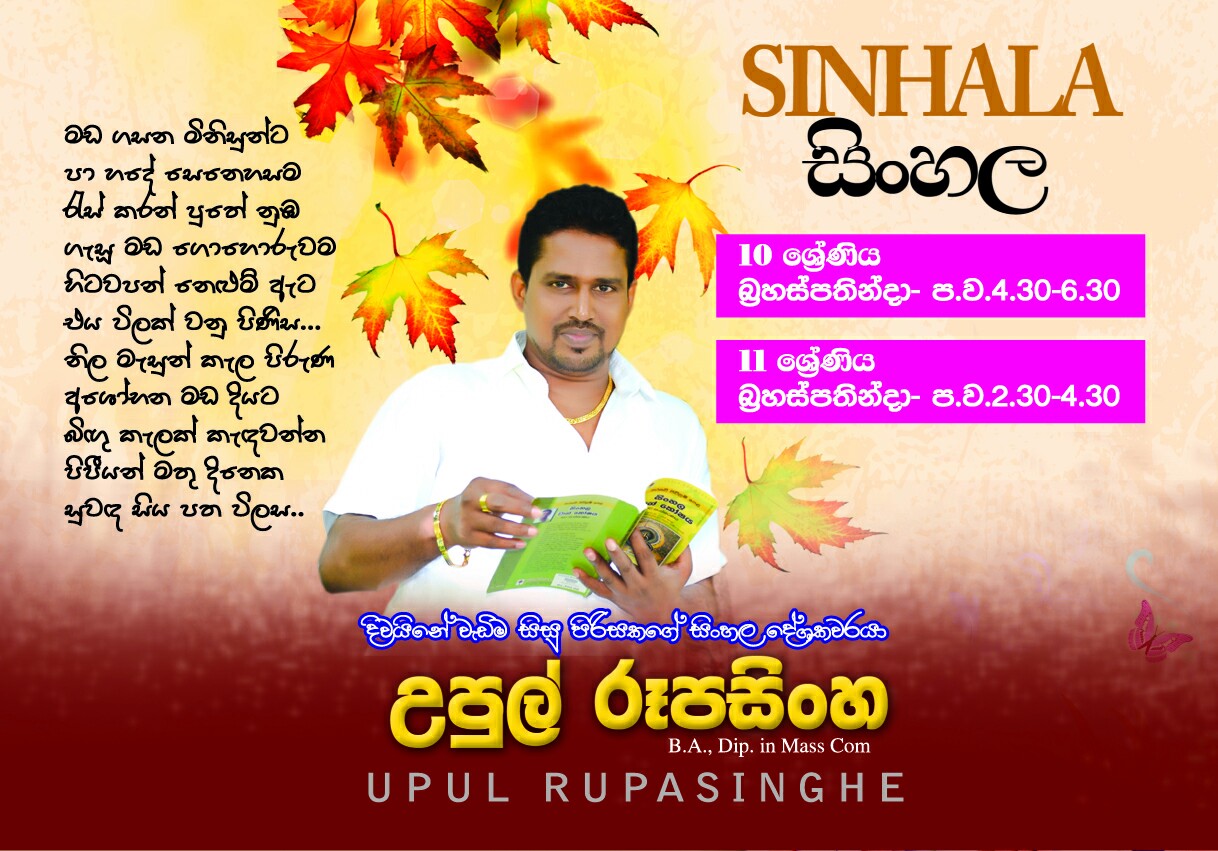 SINHALA
සිංහල
මඩ ගසන මිනිසුන්ට
පා හදේ සෙනෙහසම
රැස් කරන් පුතේ නුඹ
ගැසූ මඩ ගොහොරුවම
හිටවපන් නෙළුම් ඇට
එය විලක් වනු පිණිස...
නිල මැසුන් කැල පිරුණ
අශෝභන මඩ දියට
බිඟු කැලක් කැඳවන්න
පිපීයන් මතු දිනෙක
සුවඳ සිය පත විලස..
10 ශ්‍රේණිය
බ්‍රහස්පතින්දා- ප.ව.4.30-6.30
11 ශ්‍රේණිය
බ්‍රහස්පතින්දා- ප.ව.2.30-4.30
සිංහල
සිංහල
දිවයිනේ වැඩිම සිසු පිරිසකගේ සිංහල දේශකවරයා
උපුල් රූපසිංහ
B.A., Dip. in Mass Com
UPUL RUPASINGHE